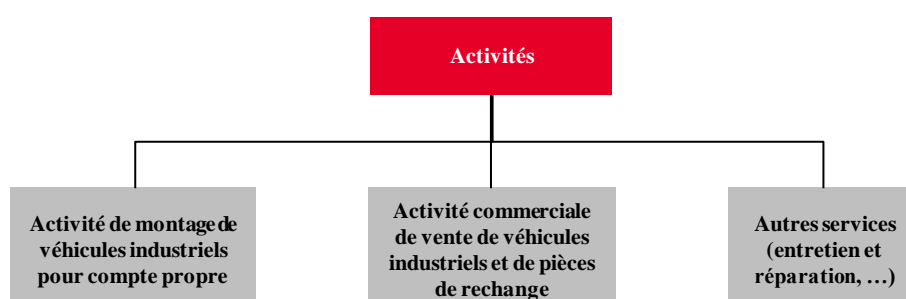 Activités
Activité de montage de
véhicules industriels
pour compte propre
Activité commerciale
de vente de véhicules
industriels et de pièces
de rechange
Autres services
(entretien et
réparation, …)